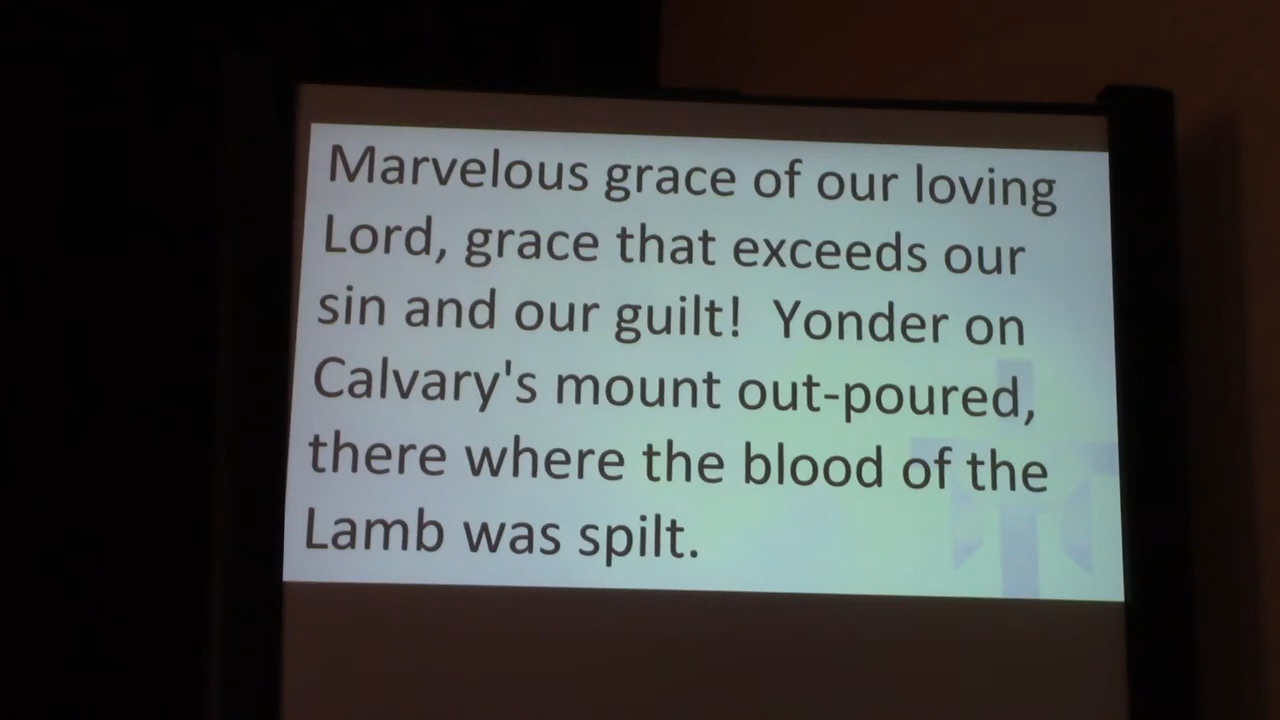 Marvelous grace of our loving
Lord, grace that exceeds our
sin and our guilt!  Yonder on
Calvary's mount out-poured,
there where the blood of the
Lamb was spilt.